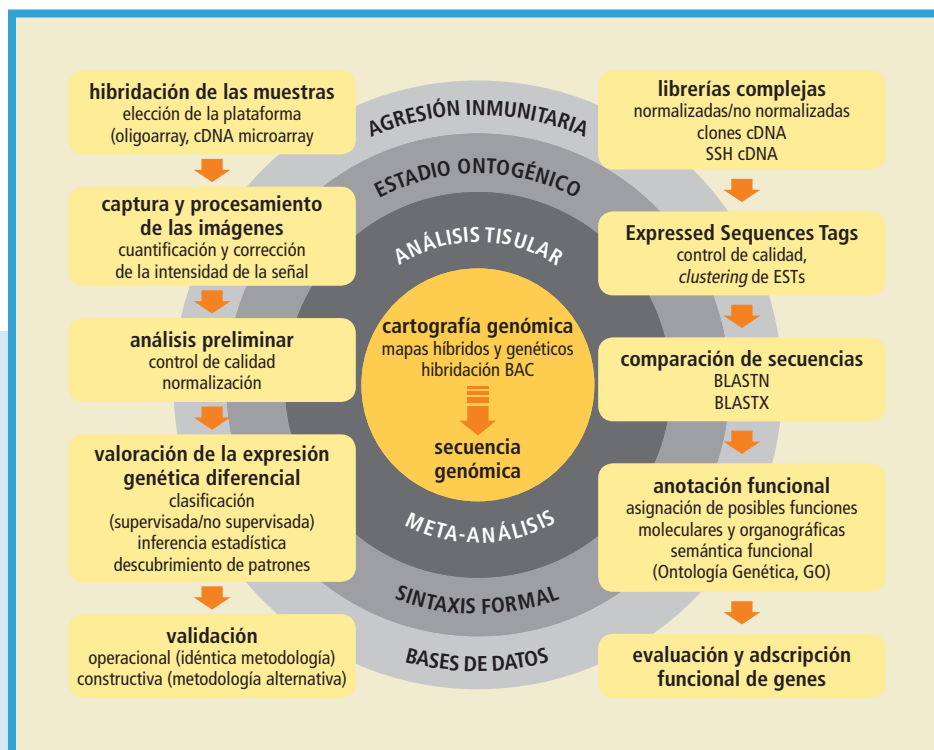 hibridación de las muestras
elección de la plataforma
(oligoarray, cDNA microarray
captura y procesamiento
de las imágenes
cuantificación y corrección
de la intensidad de la señal
análisis preliminar
control de calidad
normalización
valoración de la expresión
genética diferencial
clasificación
(supervisada/no supervisada)
inferencia estadística
descubrimiento de patrones
validación
operacional (idéntica metodología)
constructiva (metodología alternativa)
AGRESIÓN INMUNITARIA
ESTADIO ONTOGÉNICO
ANÁLISIS TISULAR
cartografía genómica
mapas híbridos y genéticos
hibridación BAC
secuencia
genómica
META-ANÁLISIS
SINTAXIS FORMAL
BASES DE DATOS
librerías complejas
normalizadas/no normalizadas
clones cDNA
SSH cDNA
Expressed Sequences Tags
control de calidad,
clustering de ESTs
comparación de secuencias
BLASTN
BLASTX
anotación funcional
asignación de posibles funciones
moleculares y organográficas
semántica funcional
(Ontología Genética, GO)
evaluación y adscripción
funcional de genes